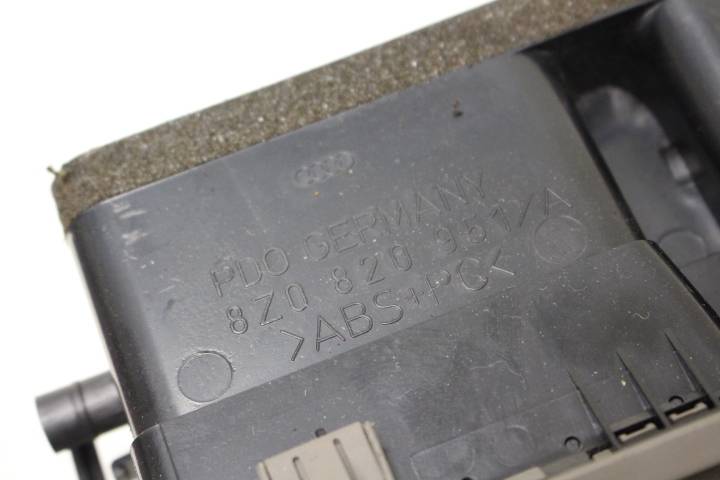 PDO GERMANY
8Z0 820 951/A
>ABS+PC<